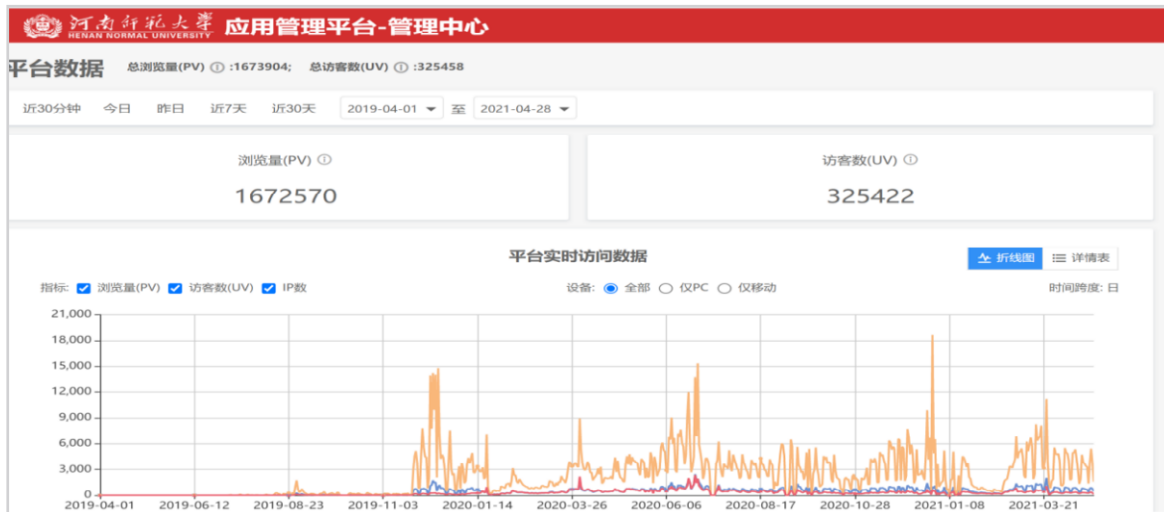 河南师范大学 应用管理平台-管理中心
HENAN NORMAL UNIVERSITY
平台数据 总浏览量(PV) :1673904; 总访客数(UV) :325458
近30分钟 今日 昨日 近7天 近30天 2019-04-01 至 2021-04-28
浏览量(PV) 访客数(UV)
1672570 325422
平台实时访问数据 折线图 详情表
指标: 浏览量(PV) 访客数(UV) IP数 设备: 全部 仅PC 仅移动 时间跨度: 日
21,000
18,000
15,000
12,000
9,000
6,000
3,000
0
2019-04-01 2019-06-12 2019-08-23 2019-11-03 2020-01-14 2020-03-26 2020-06-06 2020-08-17 2020-10-28 2021-01-08 2021-03-21